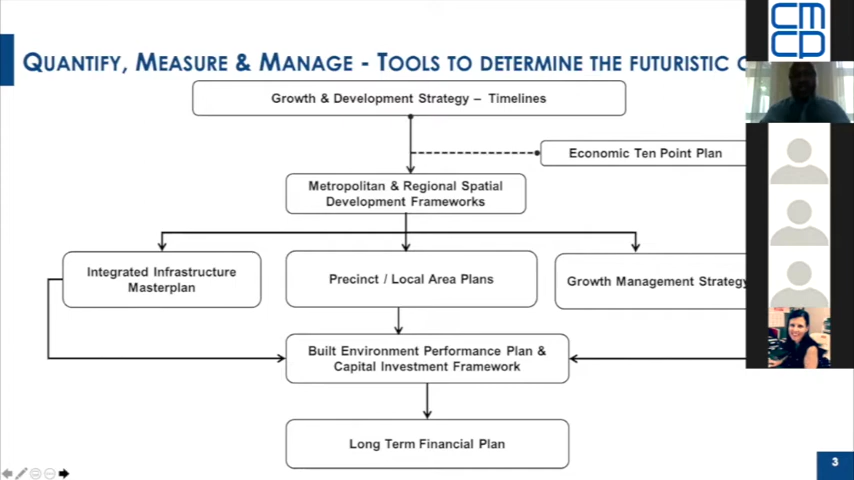 CM
CP
QUANTIFY, MEASURE & MANAGE - TOOLS TO DETERMINE THE FUTURISTIC
Growth & Development Strategy – Timelines
Economic Ten Point Plan
Metropolitan & Regional Spatial
Development Frameworks
Integrated Infrastructure
Masterplan
Precinct / Local Area Plans
Growth Management Strategy
Built Environment Performance Plan &
Capital Investment Framework
Long Term Financial Plan
3